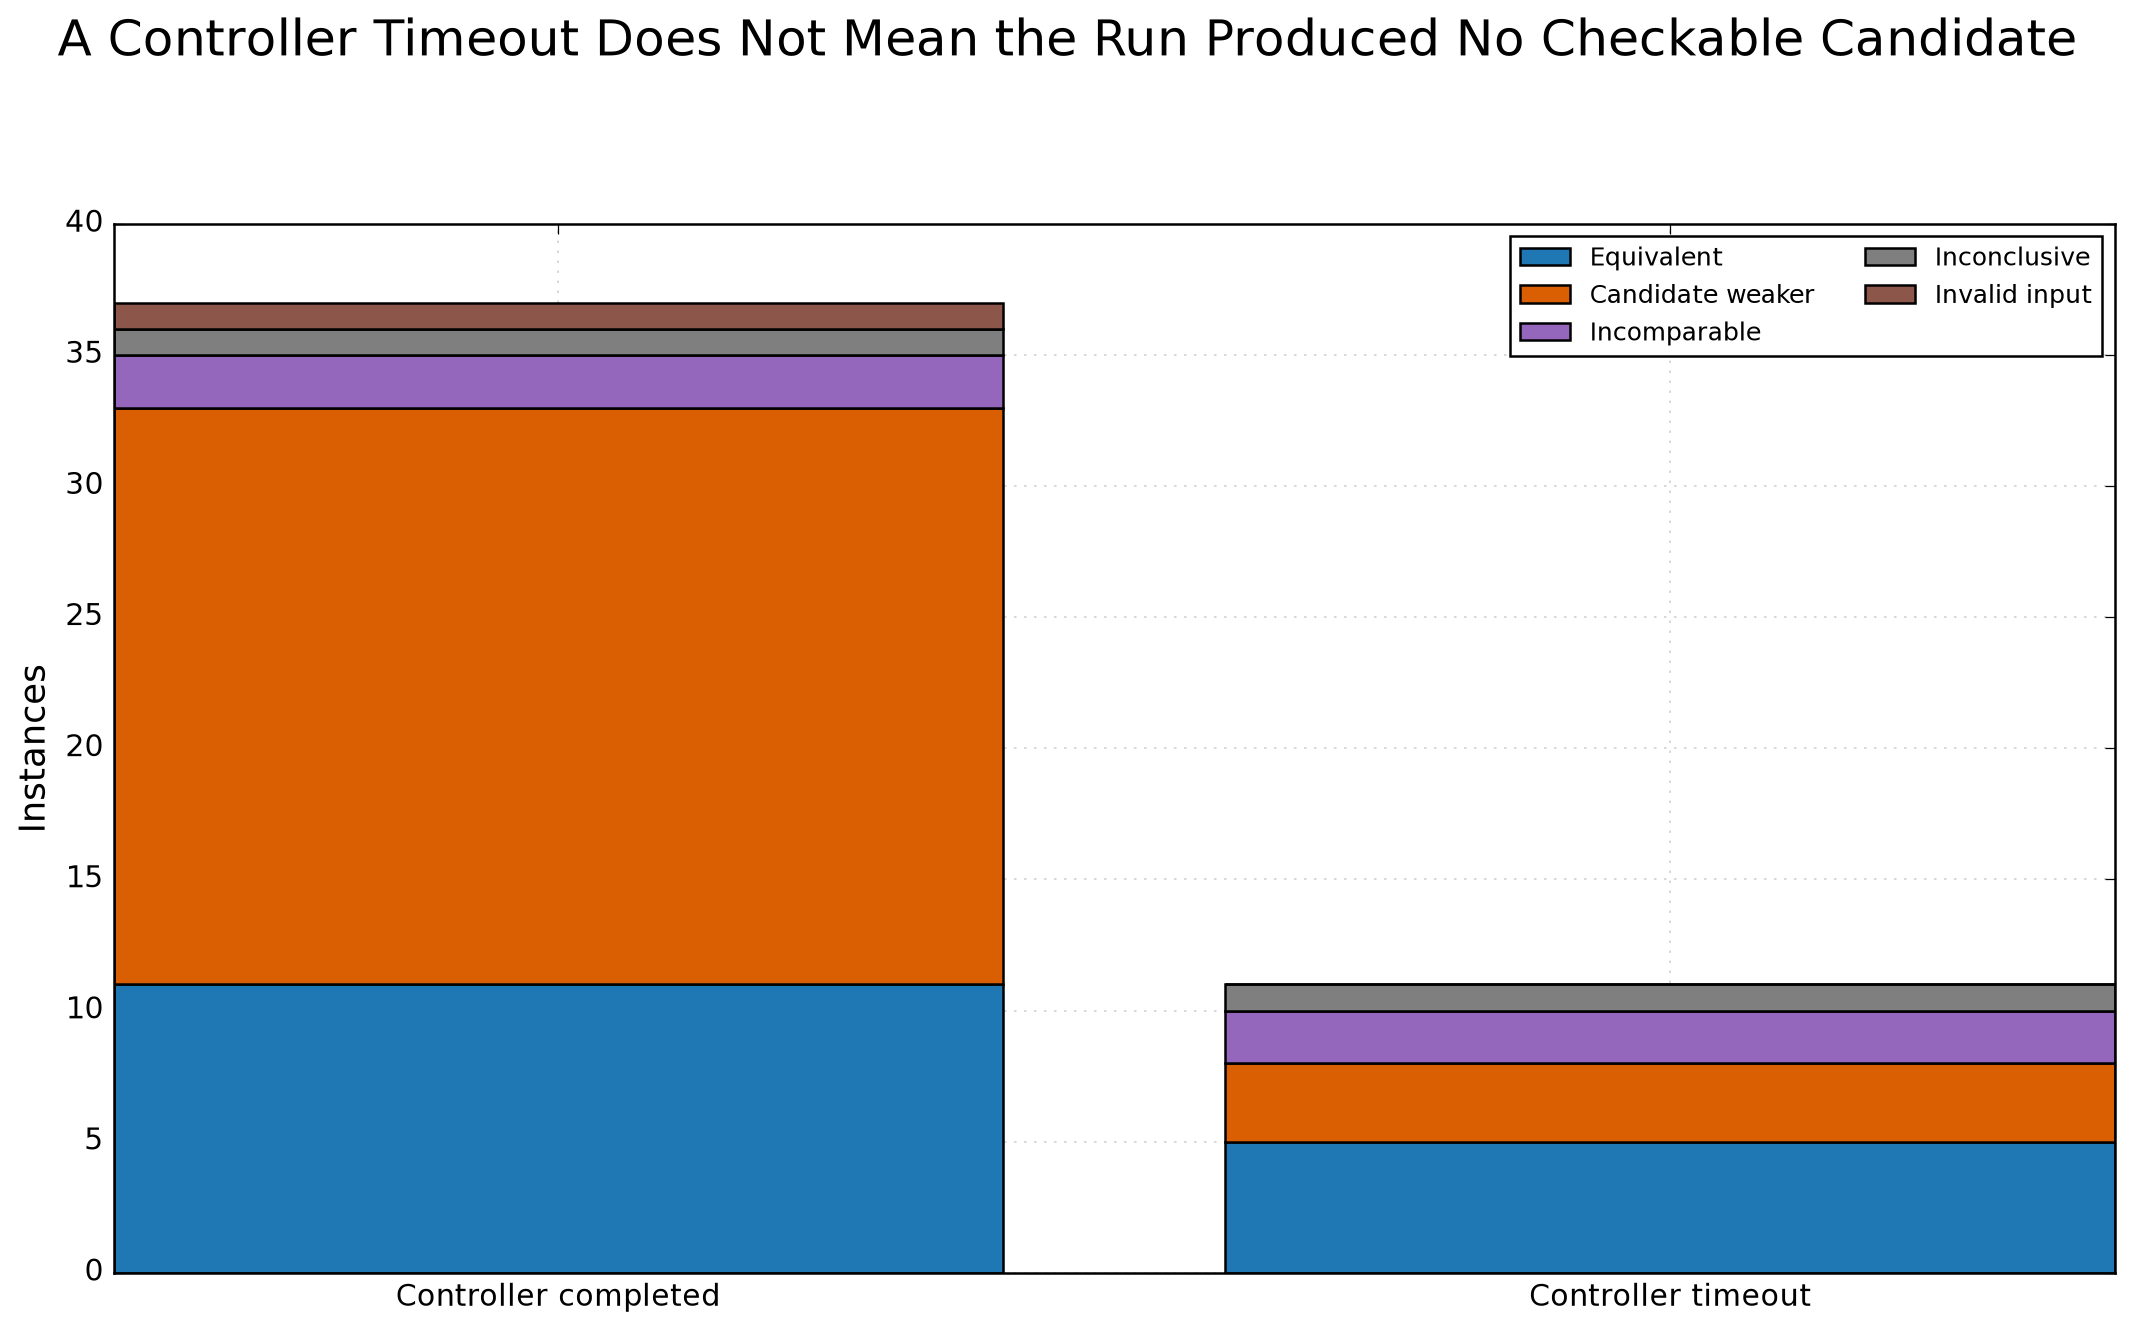 A Controller Timeout Does Not Mean the Run Produced No Checkable Candidate
40
35
30
25
20
15
10
5
0
Instances
Equivalent
Candidate weaker
Incomparable
Inconclusive
Invalid input
Controller completed
Controller timeout